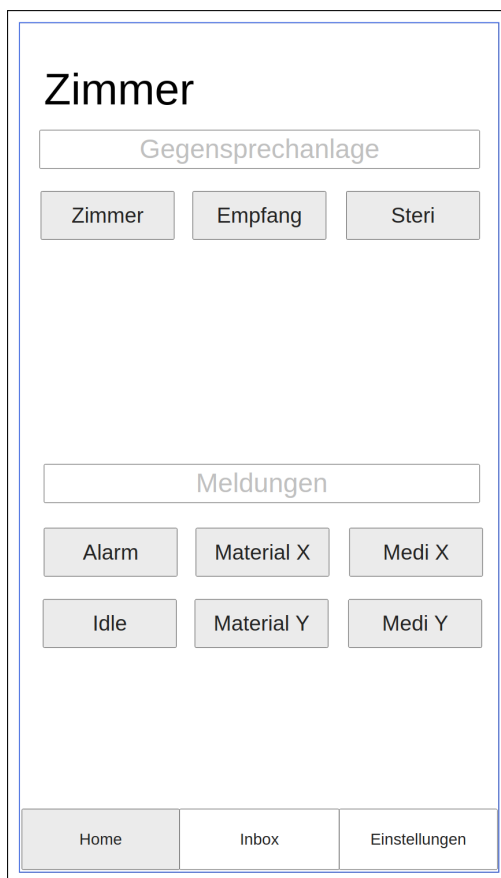 Zimmer
Gegensprechanlage
Zimmer Empfang Steri
Meldungen
Alarm Material X Medi X
Idle Material Y Medi Y
Home Inbox Einstellungen